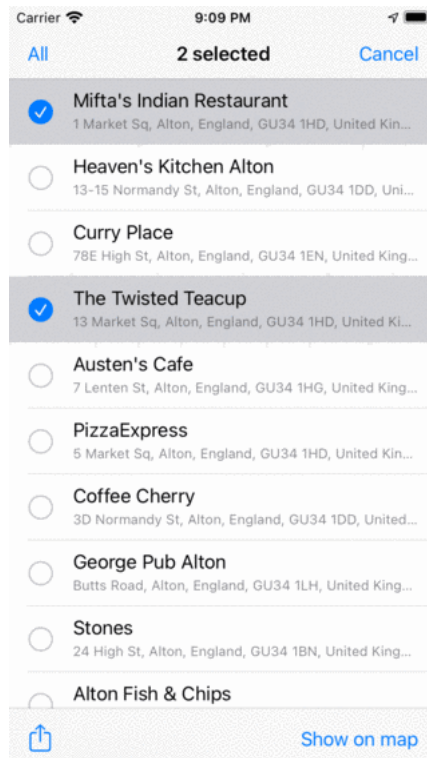 Carrier 9:09 PM
All 2 selected Cancel
Mifta's Indian Restaurant
1 Market Sq, Alton, England, GU34 1HD, United Kin...
Heaven's Kitchen Alton
13-15 Normandy St, Alton, England, GU34 1DD, Uni...
Curry Place
78E High St, Alton, England, GU34 1EN, United King...
The Twisted Teacup
13 Market Sq, Alton, England, GU34 1HD, United Ki...
Austen's Cafe
7 Lenten St, Alton, England, GU34 1HG, United King...
PizzaExpress
5 Market Sq, Alton, England, GU34 1HD, United Kin...
Coffee Cherry
3D Normandy St, Alton, England, GU34 1DD, United...
George Pub Alton
Butts Road, Alton, England, GU34 1LH, United King...
Stones
24 High St, Alton, England, GU34 1BN, United King...
Alton Fish & Chips
Show on map